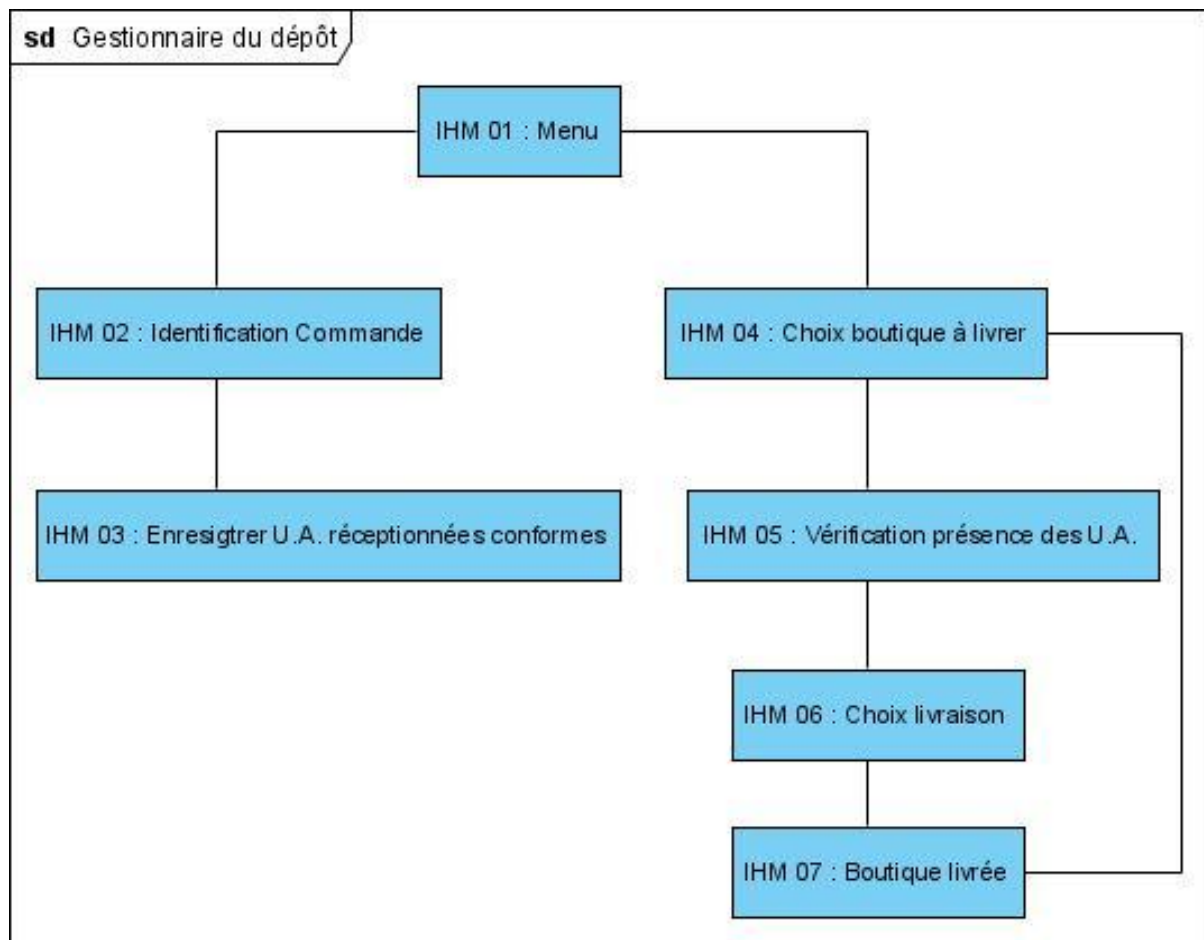 sd Gestionnaire du dépôt
IHM 01 : Menu
IHM 02 : Identification Commande
IHM 04 : Choix boutique à livrer
IHM 03 : Enresigtrer U.A. réceptionnées conformes
IHM 05 : Vérification présence des U.A.
IHM 06 : Choix livraison
IHM 07 : Boutique livrée